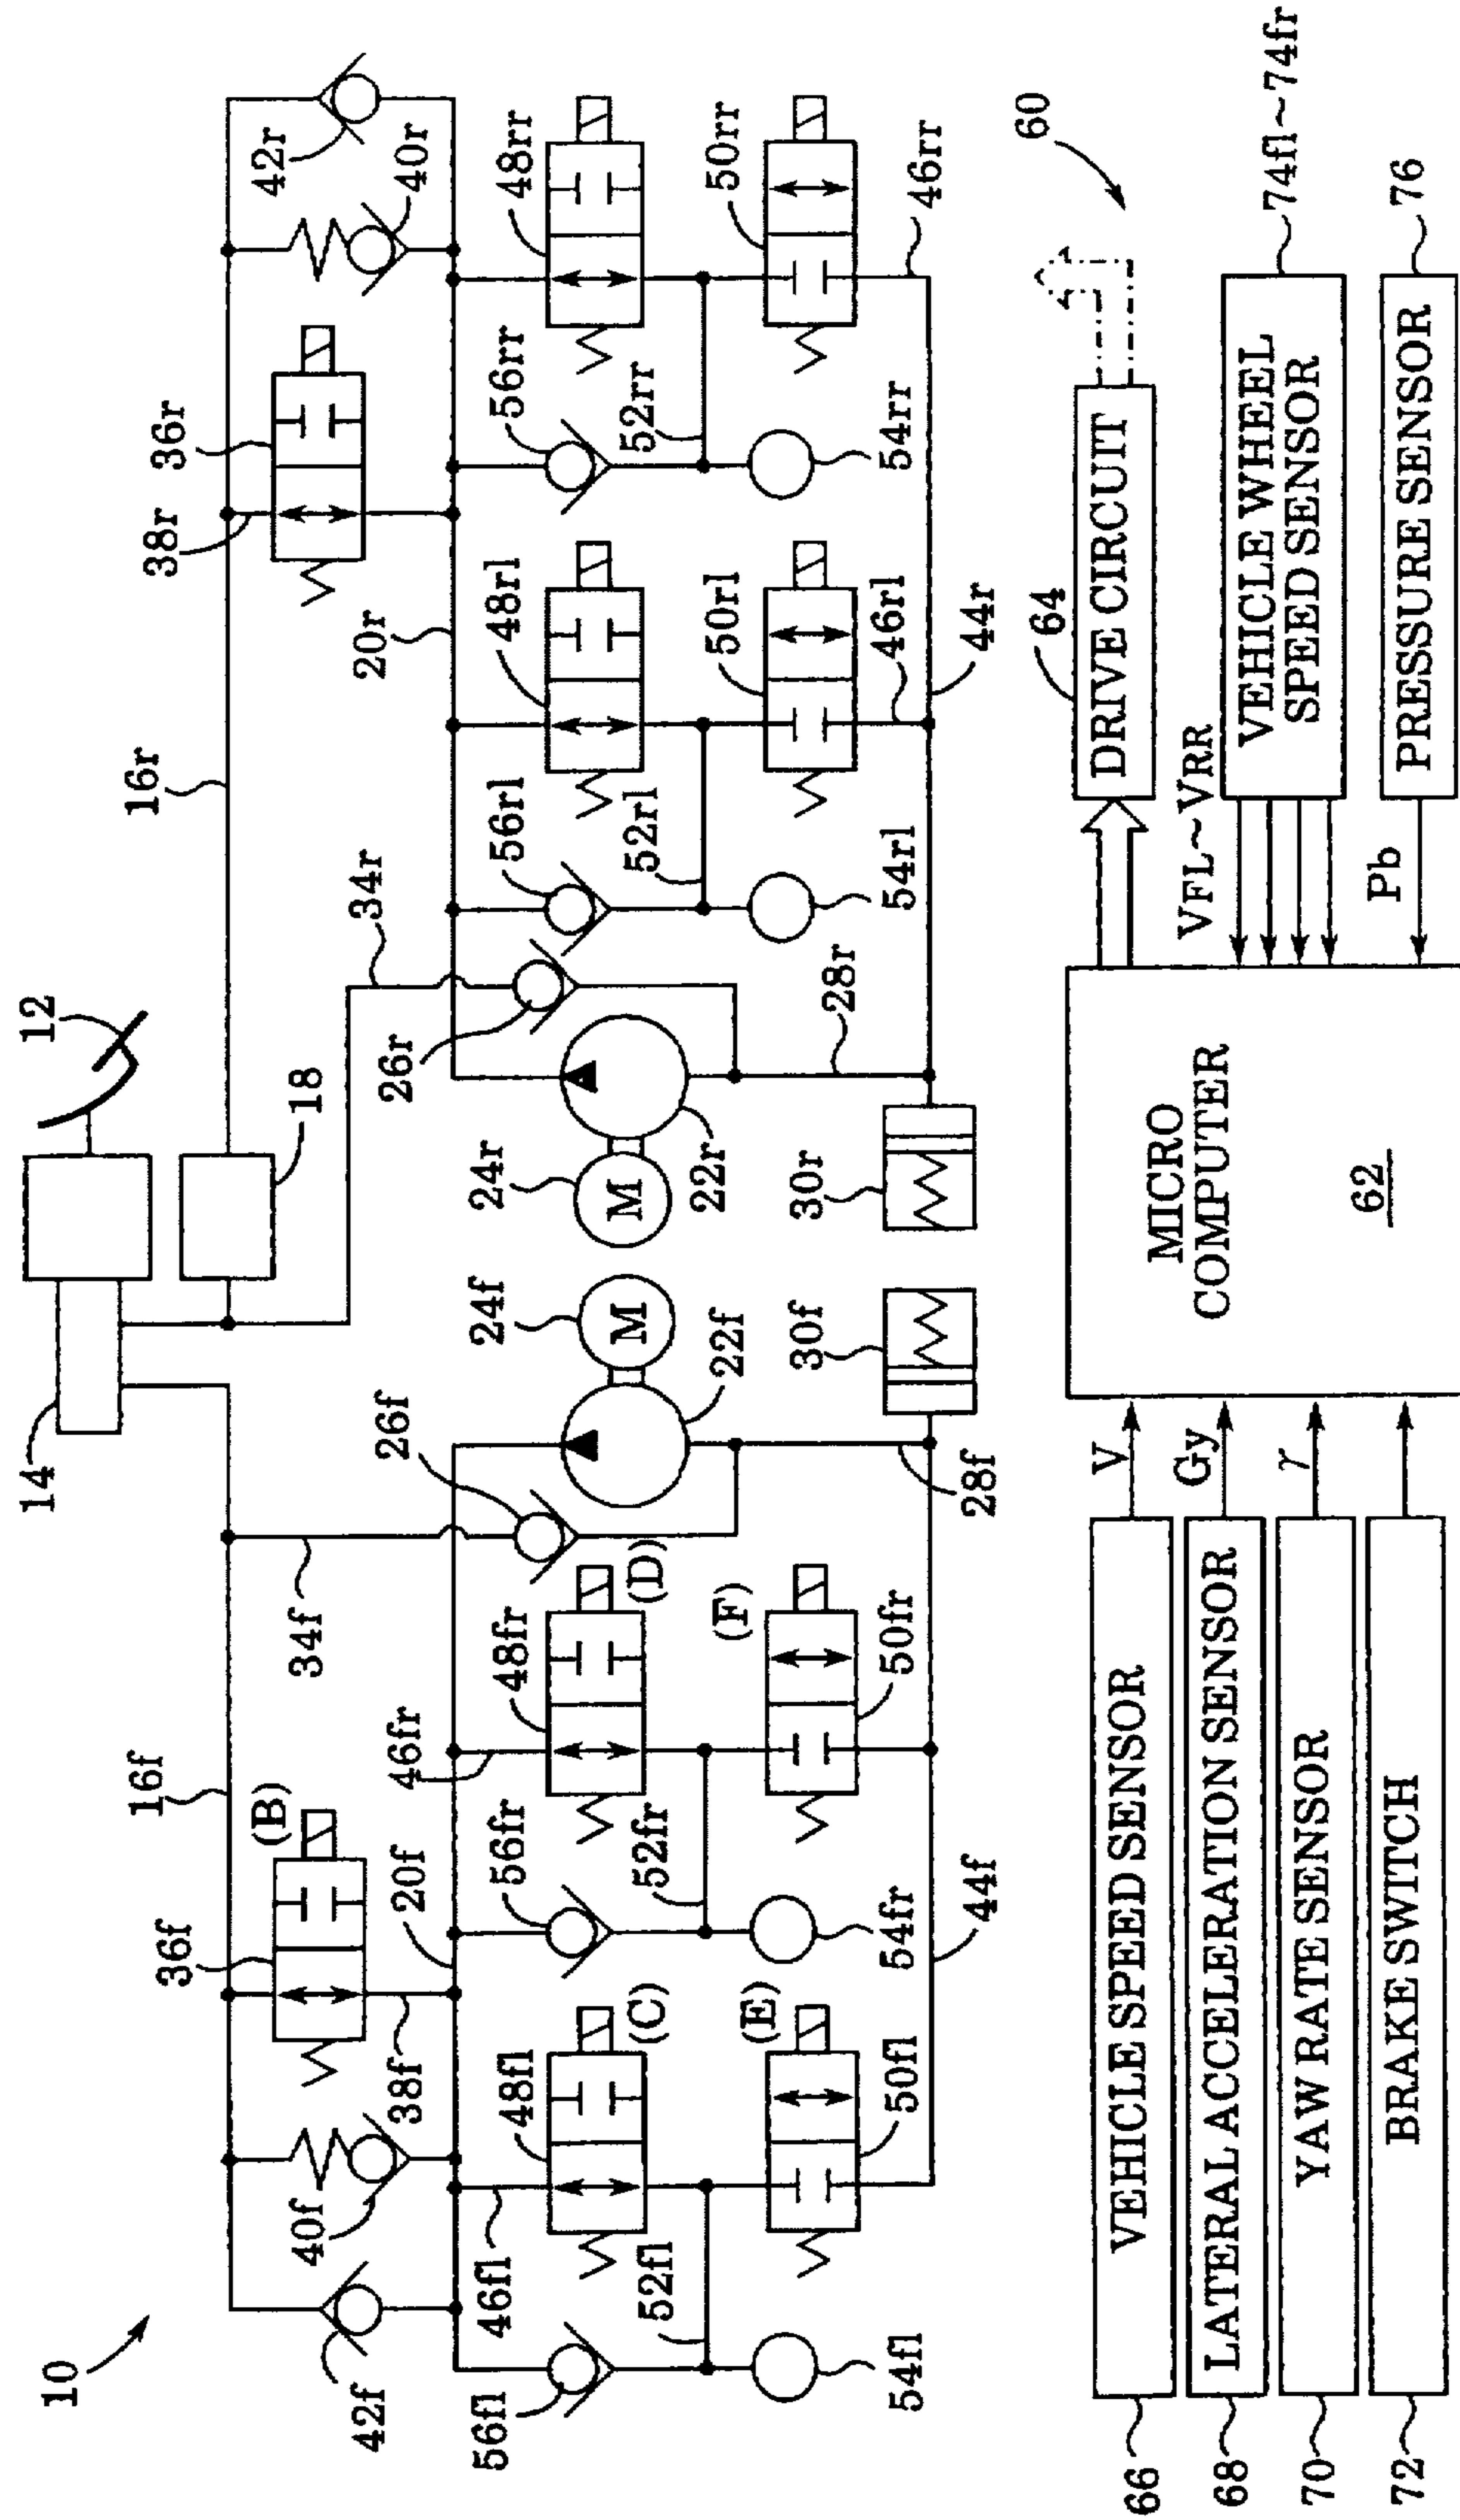 10
12
14
18
16f
16r
36f
(B)
36r
38r
42r
40r
34r
42f
40f
38f
20f
34f
26f
24f
24r
26r
20r
22f
22r
46fl
48fl
(C)
56fr
46fr
48fr
(D)
56rl
48rl
56rr
48rr
56fl
52fl
(E)
52fr
(F)
52rl
50rl
52rr
50rr
54fl
50fl
54fr
50fr
28f
30f
30r
28r
54rl
46rl
54rr
46rr
44f
44r
60
66
VEHICLE SPEED SENSOR
V
68
LATERAL ACCELERATION SENSOR
Gy
70
YAW RATE SENSOR
γ
72
BRAKE SWITCH
MICRO
COMPUTER
62
64
DRIVE CIRCUIT
VFL~VRR
VEHICLE WHEEL
SPEED SENSOR
74fl~74fr
Pb
PRESSURE SENSOR
76